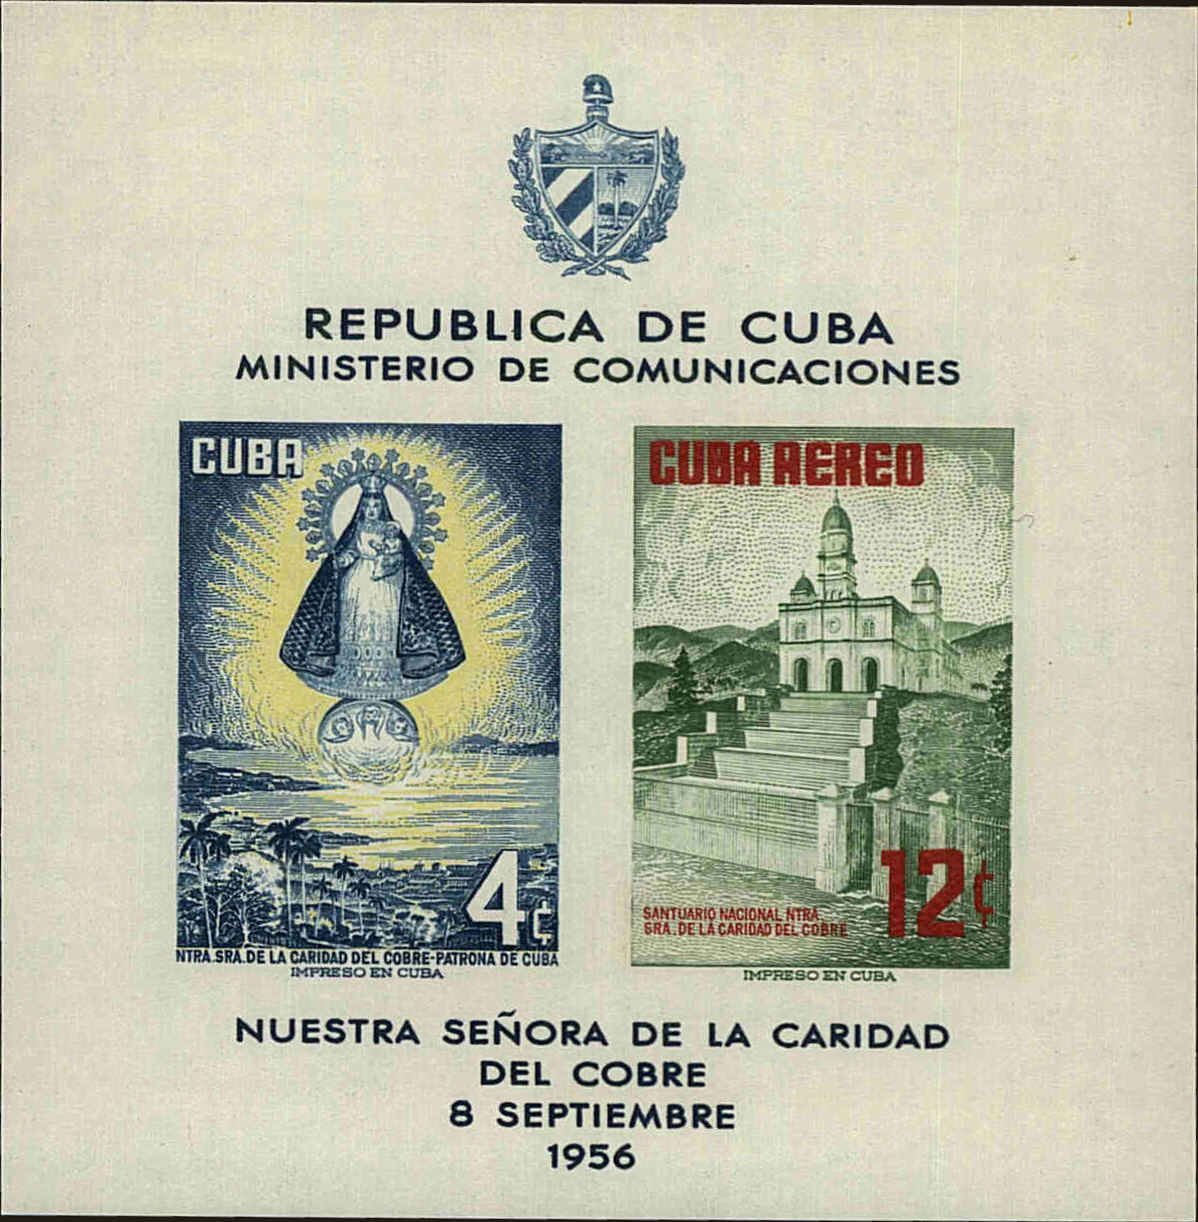 REPUBLICA DE CUBA
MINISTERIO DE COMUNICACIONES
CUBA
4¢
NTRA.SRA.DE LA CARIDAD DEL COBRE-PATRONA DE CUBA
IMPRESO EN CUBA
CUBA AEREO
SANTUARIO NACIONAL NTRA
SRA.DE LA CARIDAD DEL COBRE
12¢
IMPRESO EN CUBA
NUESTRA SEÑORA DE LA CARIDAD
DEL COBRE
8 SEPTIEMBRE
1956